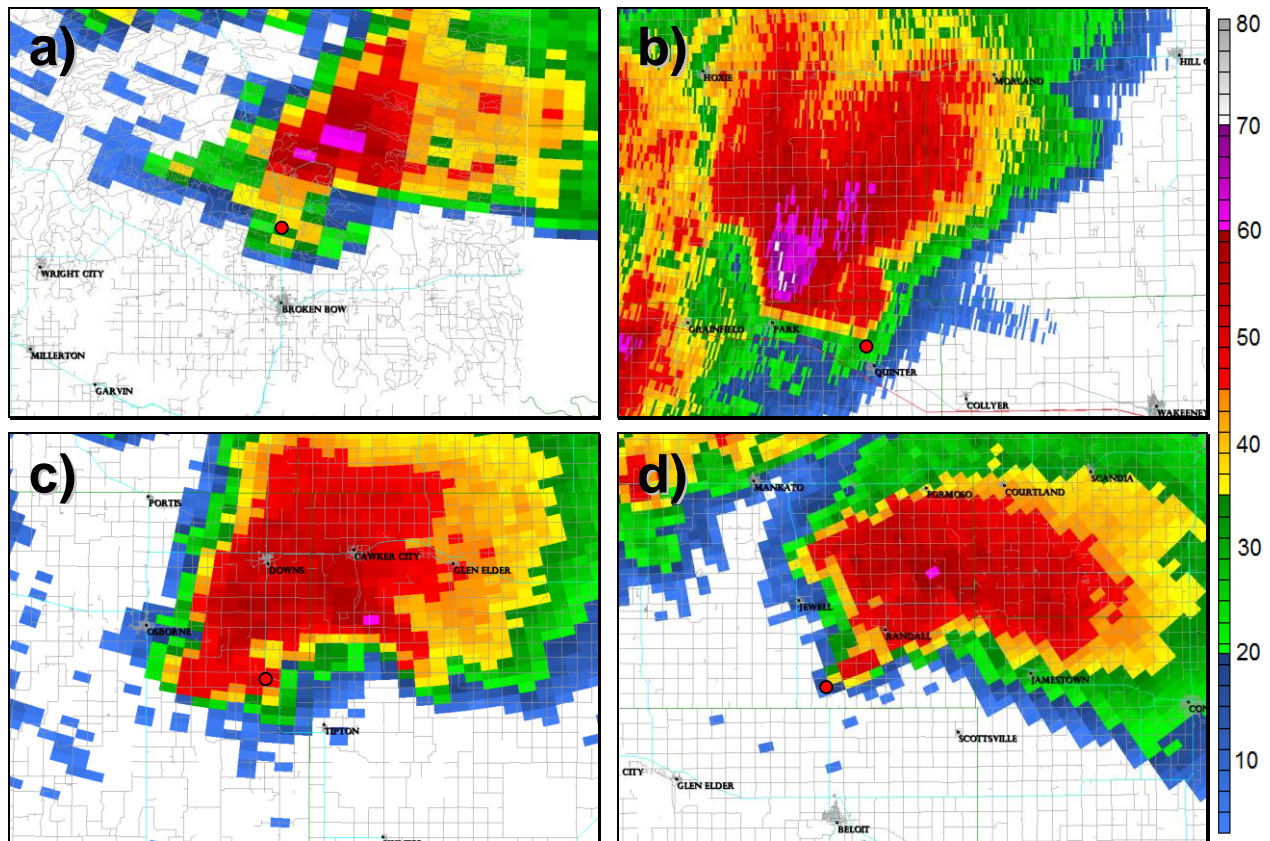 a)
WRIGHT CITY
BROKEN BOW
MILLERTON
GARVIN
b)
HOXIE
MORLAND
HILL C
GRAINFIELD
PARK
QUINTER
COLLYER
WAKEENEY
c)
PORTIS
DOWNS
CAWKER CITY
GLEN ELDER
OSBORNE
TIPTON
d)
MANKATO
FORMOSO
COURTLAND
SCANDIA
JEWELL
RANDALL
JAMESTOWN
CON
SCOTTSVILLE
CITY
GLEN ELDER
BELOIT
80
70
60
50
40
30
20
10